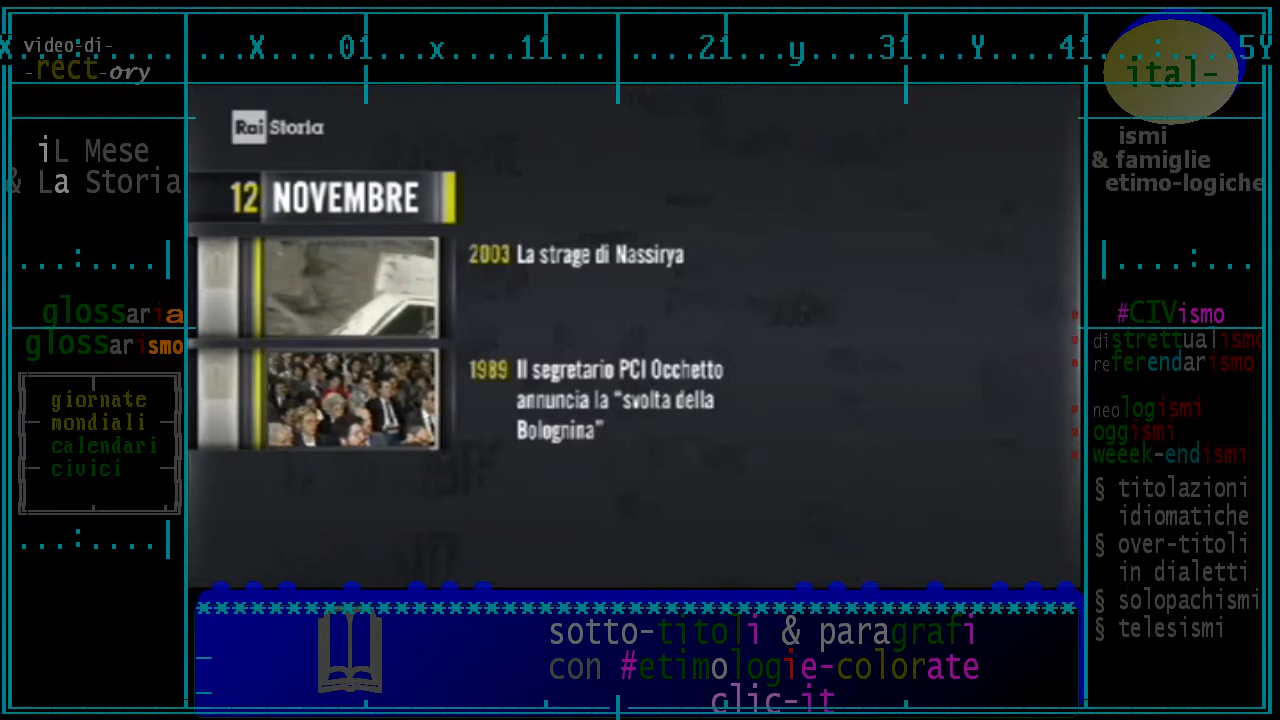 X...:... ...X...01...x...11.......21...y...31...Y...41...:...5Y
video-di-
-rect-ory
ital-
iL Mese
& La Storia
...:....|
glossaria
glossarismo
giornate
mondiali
calendari
civici
...:....|
Rai Storia
12 NOVEMBRE
2003 La strage di Nassirya
1989 Il segretario PCI Occhetto
annuncia la "svolta della
Bolognina"
ismi
& famiglie
etimo-logiche
|....:...
#CIVismo
distrettualismo
referendarismo
neologismi
oggismi
weeek-endismi
§ titolazioni
idiomatiche
§ over-titoli
in dialetti
§ solopachismi
§ telesismi
sotto-titoli & paragrafi
con #etimologie-colorate
clic-it